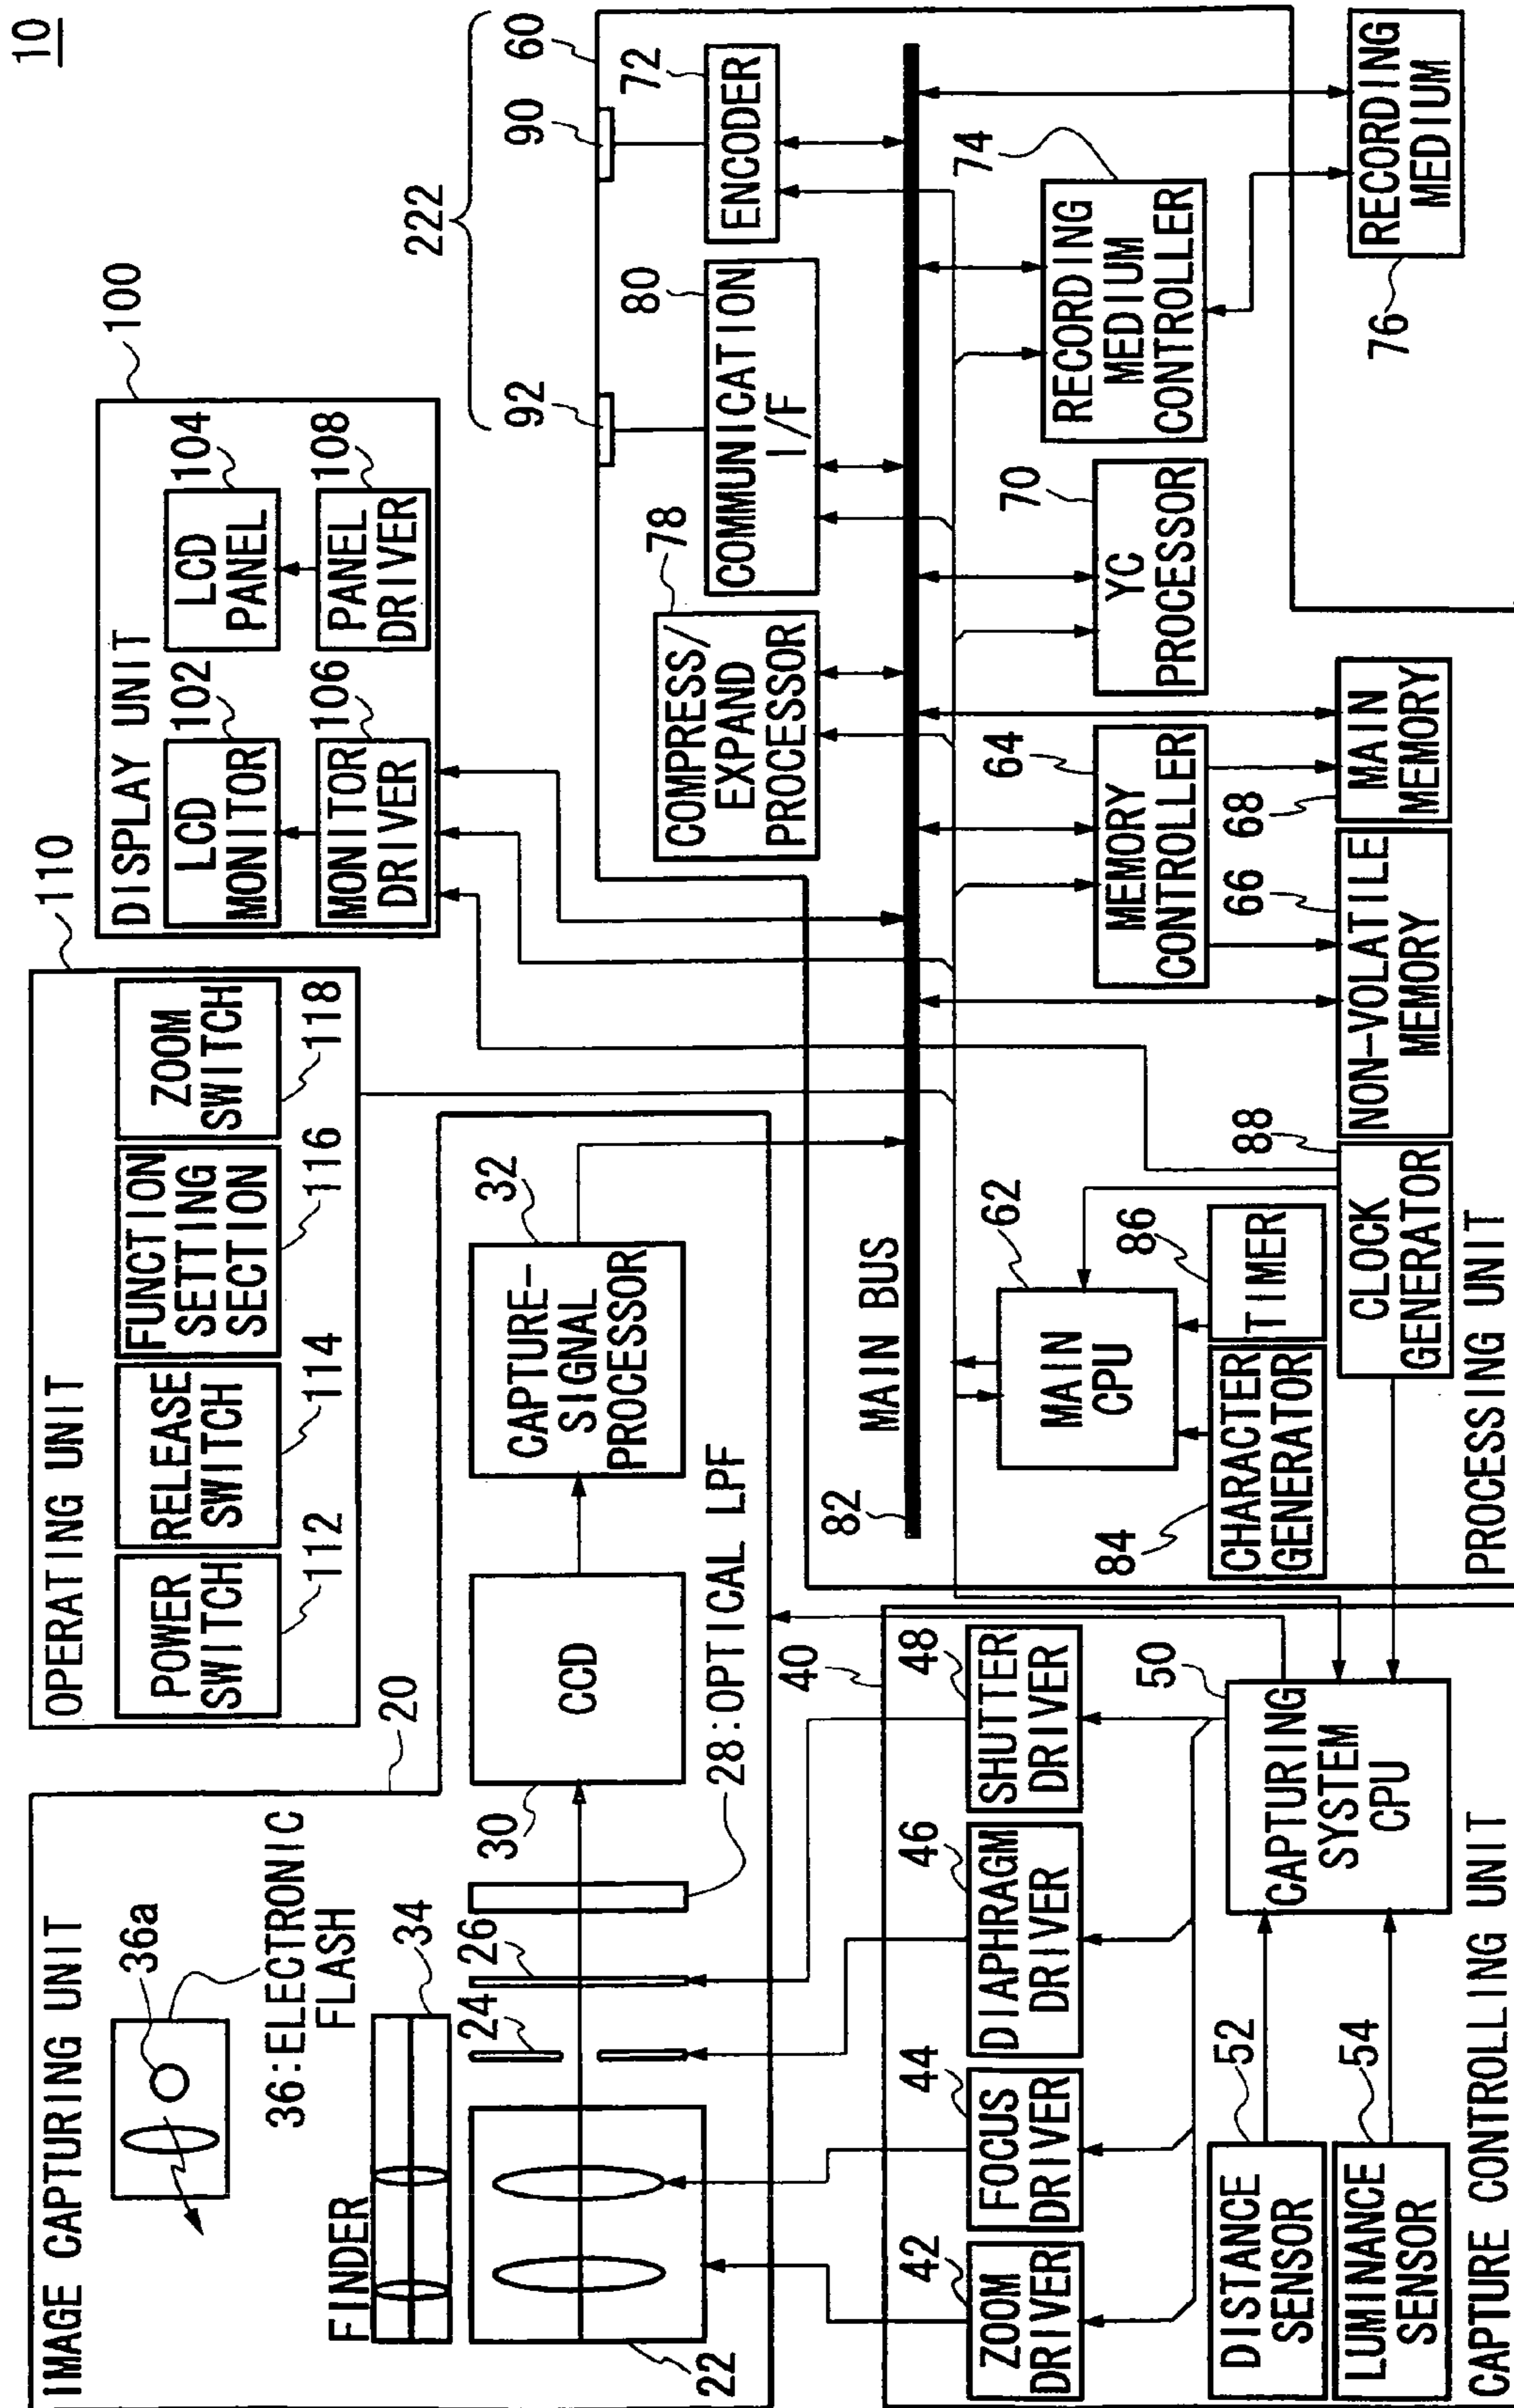 10
IMAGE CAPTURING UNIT
20
36a
36:ELECTRONIC
FLASH
FINDER
34
22
24
26
28:OPTICAL LPF
30
CCD
CAPTURE-
SIGNAL
PROCESSOR
32
OPERATING UNIT
110
POWER
SWITCH
112
RELEASE
SWITCH
114
FUNCTION
SETTING
SECTION
116
ZOOM
SWITCH
118
DISPLAY UNIT
100
LCD
MONITOR
102
LCD
PANEL
104
MONITOR
DRIVER
106
PANEL
DRIVER
108
222
92
90
60
COMPRESS/
EXPAND
PROCESSOR
78
COMMUNICATION
I/F
80
ENCODER
72
MAIN BUS
82
MAIN
CPU
62
CHARACTER
GENERATOR
84
TIMER
86
CLOCK
GENERATOR
88
MEMORY
CONTROLLER
64
NON-VOLATILE
MEMORY
66
MAIN
MEMORY
68
YC
PROCESSOR
70
RECORDING
MEDIUM
CONTROLLER
74
RECORDING
MEDIUM
76
PROCESSING UNIT
40
ZOOM
DRIVER
42
FOCUS
DRIVER
44
DIAPHRAGM
DRIVER
46
SHUTTER
DRIVER
48
CAPTURING
SYSTEM
CPU
50
DISTANCE
SENSOR
52
LUMINANCE
SENSOR
54
CAPTURE CONTROLLING UNIT